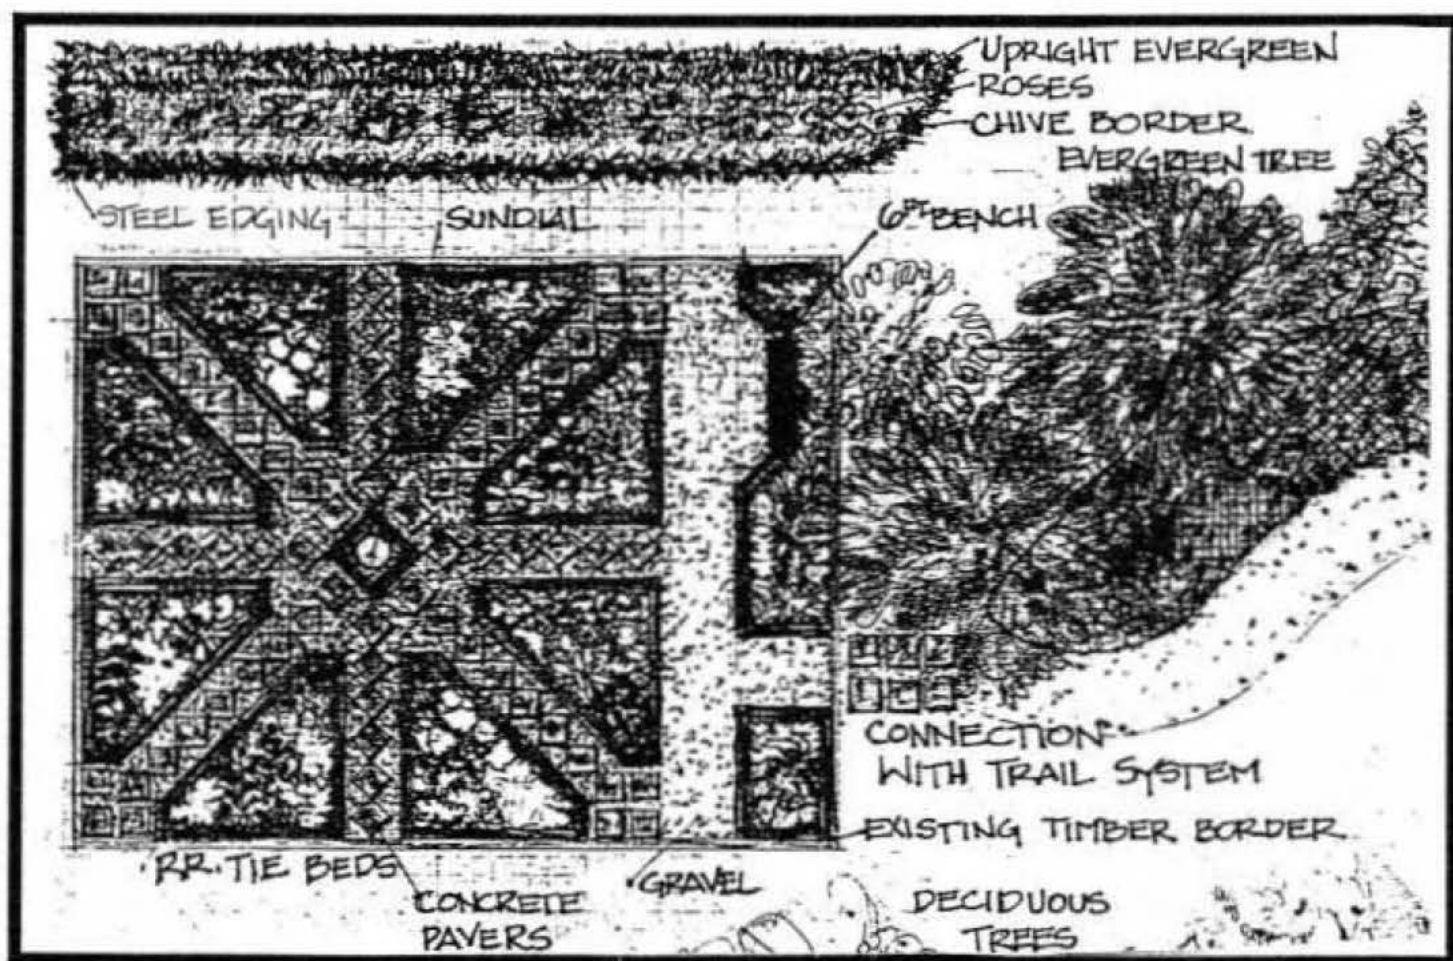 UPRIGHT EVERGREEN
ROSES
CHIVE BORDER
EVERGREEN TREE
STEEL EDGING
SUNDIAL
6FT BENCH
CONNECTION
WITH TRAIL SYSTEM
EXISTING TIMBER BORDER
R.R. TIE BEDS
GRAVEL
CONCRETE
PAVERS
DECIDUOUS
TREES